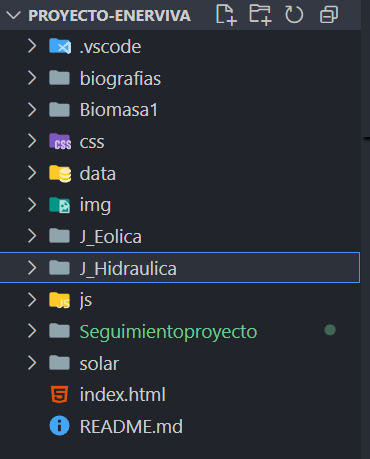 PROYECTO-ENERVIVA
.vscode
biografias
Biomasa1
css
data
img
J_Eolica
J_Hidraulica
js
Seguimientoproyecto
solar
index.html
README.md